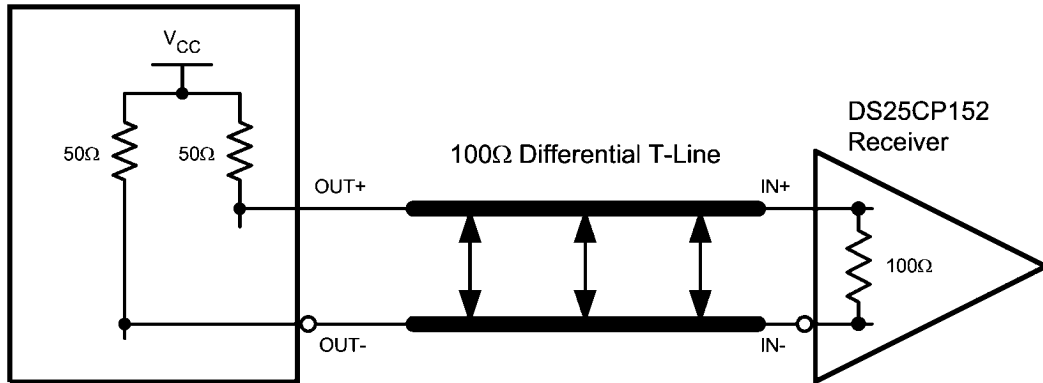 V_CC
50Ω
50Ω
OUT+
OUT-
100Ω Differential T-Line
IN+
IN-
DS25CP152
Receiver
100Ω